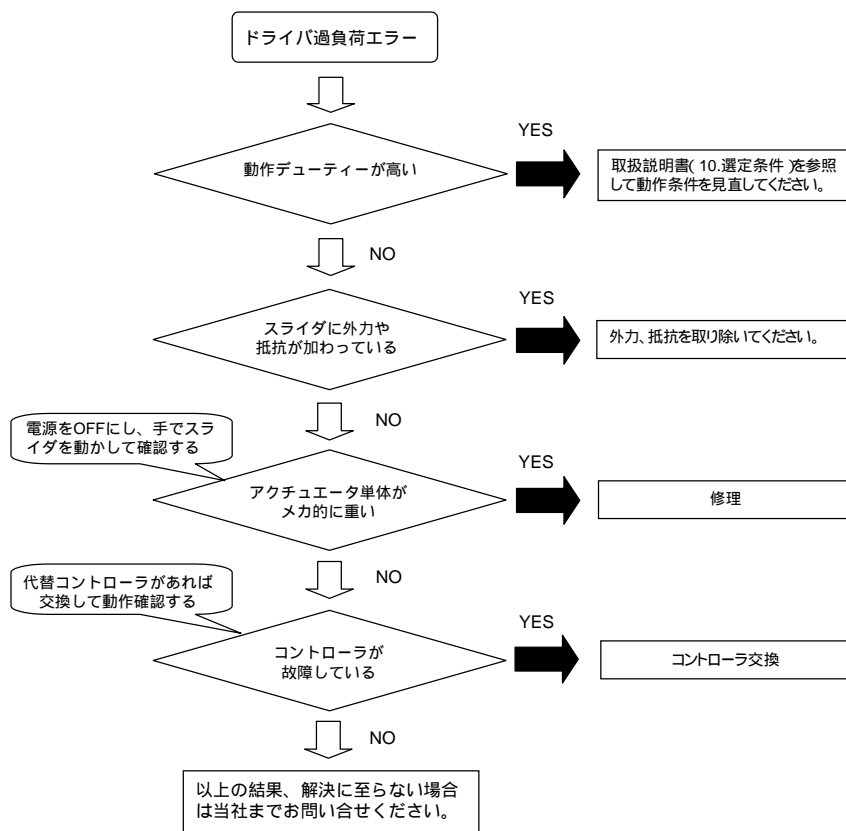 ドライバ過負荷エラー
YES
動作デューティーが高い
取扱説明書(10.選定条件)を参照
して動作条件を見直してください。
NO
YES
スライダに外力や
抵抗が加わっている
外力、抵抗を取り除いてください。
NO
電源をOFFにし、手でスラ
イダを動かして確認する
YES
アクチュエータ単体が
メカ的に重い
修理
NO
代替コントローラがあれば
交換して動作確認する
YES
コントローラが
故障している
コントローラ交換
NO
以上の結果、解決に至らない場合
は当社までお問い合せください。